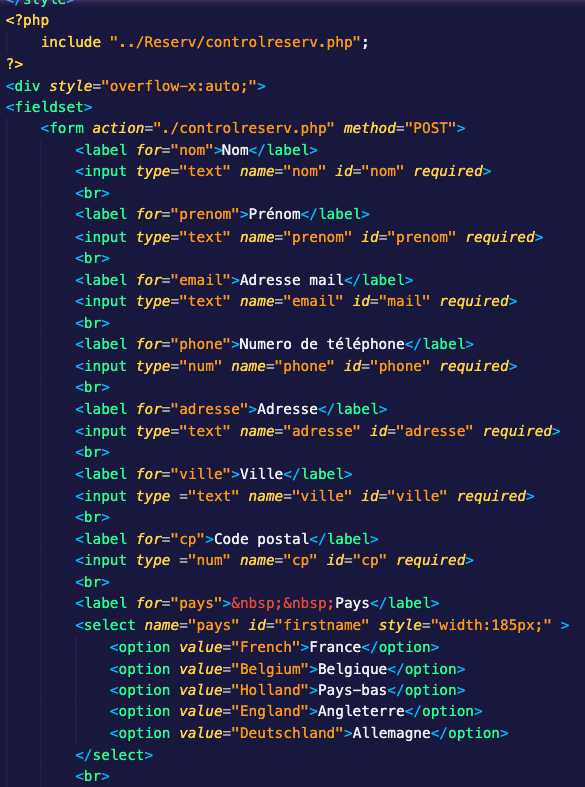 </style>
<?php
include "../Reserv/controlreserv.php";
?>
<div style="overflow-x:auto;">
<fieldset>
<form action="./controlreserv.php" method="POST">
<label for="nom">Nom</label>
<input type="text" name="nom" id="nom" required>
<br>
<label for="prenom">Prénom</label>
<input type="text" name="prenom" id="prenom" required>
<br>
<label for="email">Adresse mail</label>
<input type="text" name="email" id="mail" required>
<br>
<label for="phone">Numero de téléphone</label>
<input type="num" name="phone" id="phone" required>
<br>
<label for="adresse">Adresse</label>
<input type="text" name="adresse" id="adresse" required>
<br>
<label for="ville">Ville</label>
<input type ="text" name="ville" id="ville" required>
<br>
<label for="cp">Code postal</label>
<input type ="num" name="cp" id="cp" required>
<br>
<label for="pays">&nbsp;&nbsp;Pays</label>
<select name="pays" id="firstname" style="width:185px;" >
<option value="French">France</option>
<option value="Belgium">Belgique</option>
<option value="Holland">Pays-bas</option>
<option value="England">Angleterre</option>
<option value="Deutschland">Allemagne</option>
</select>
<br>